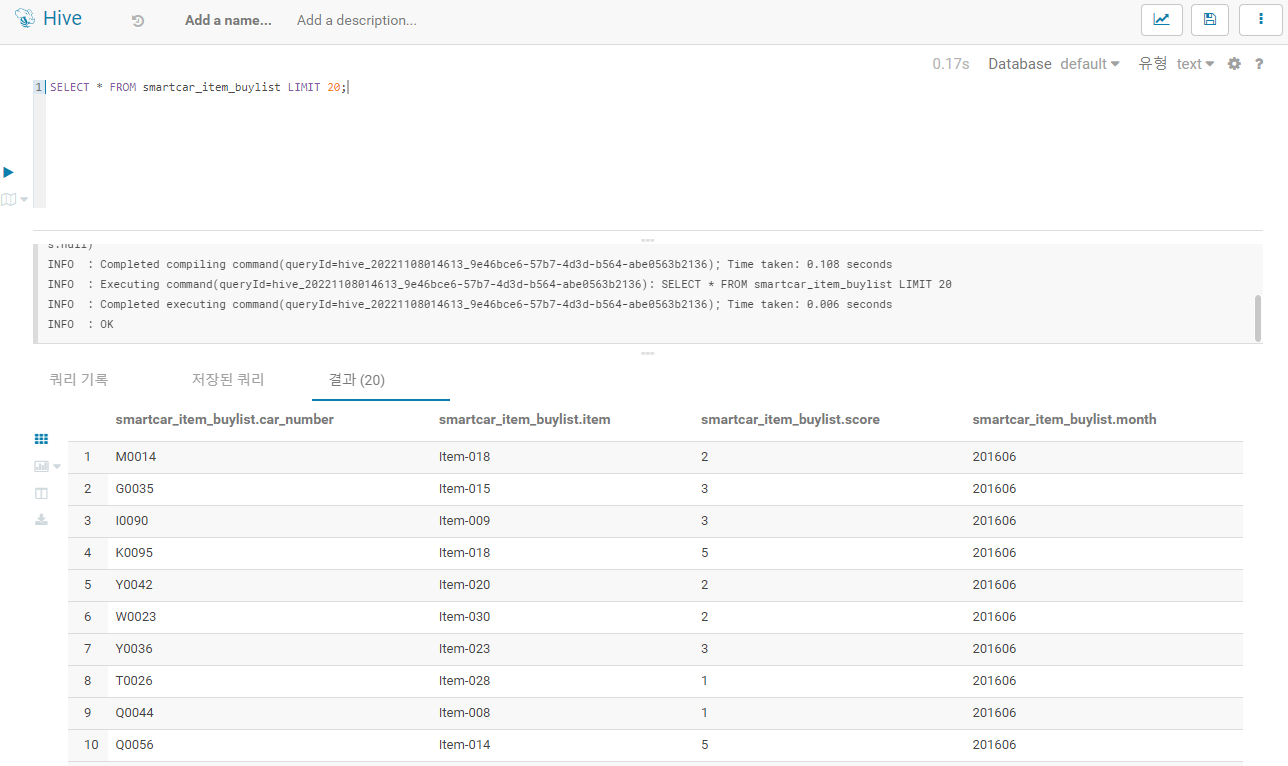 Hive Add a name... Add a description...
0.17s Database default 유형 text ?
1 SELECT * FROM smartcar_item_buylist LIMIT 20;
s:null)
INFO : Completed compiling command(queryId=hive_20221108014613_9e46bce6-57b7-4d3d-b564-abe0563b2136); Time taken: 0.108 seconds
INFO : Executing command(queryId=hive_20221108014613_9e46bce6-57b7-4d3d-b564-abe0563b2136): SELECT * FROM smartcar_item_buylist LIMIT 20
INFO : Completed executing command(queryId=hive_20221108014613_9e46bce6-57b7-4d3d-b564-abe0563b2136); Time taken: 0.006 seconds
INFO : OK
쿼리 기록 저장된 쿼리 결과 (20)
smartcar_item_buylist.car_number smartcar_item_buylist.item smartcar_item_buylist.score smartcar_item_buylist.month
1 M0014 Item-018 2 201606
2 G0035 Item-015 3 201606
3 I0090 Item-009 3 201606
4 K0095 Item-018 5 201606
5 Y0042 Item-020 2 201606
6 W0023 Item-030 2 201606
7 Y0036 Item-023 3 201606
8 T0026 Item-028 1 201606
9 Q0044 Item-008 1 201606
10 Q0056 Item-014 5 201606